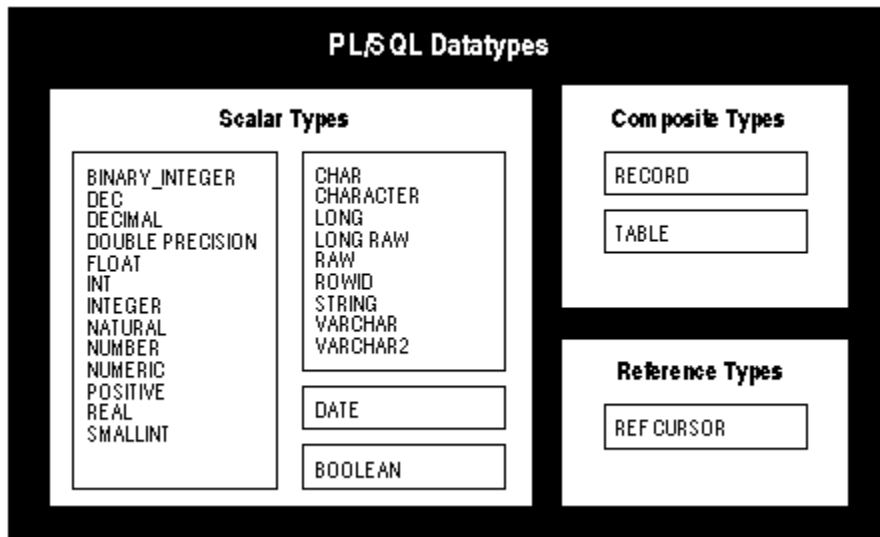 PL/SQL Datatypes
Scalar Types
BINARY_INTEGER
DEC
DECIMAL
DOUBLE PRECISION
FLOAT
INT
INTEGER
NATURAL
NUMBER
NUMERIC
POSITIVE
REAL
SMALLINT
CHAR
CHARACTER
LONG
LONG RAW
RAW
ROWID
STRING
VARCHAR
VARCHAR2
DATE
BOOLEAN
Composite Types
RECORD
TABLE
Reference Types
REF CURSOR